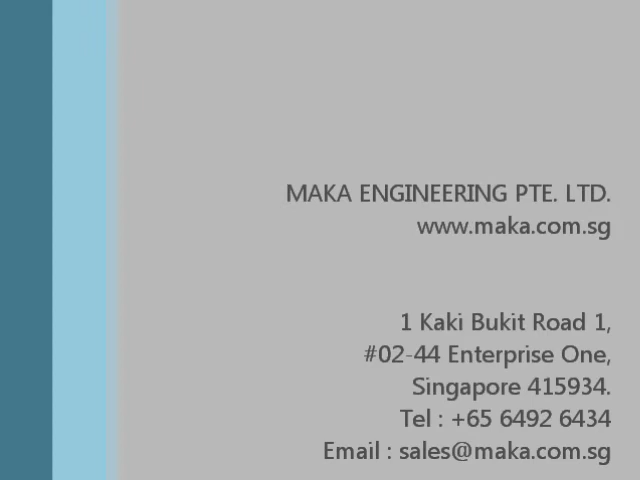 MAKA ENGINEERING PTE. LTD.
www.maka.com.sg
1 Kaki Bukit Road 1,
#02-44 Enterprise One,
Singapore 415934.
Tel : +65 6492 6434
Email : sales@maka.com.sg